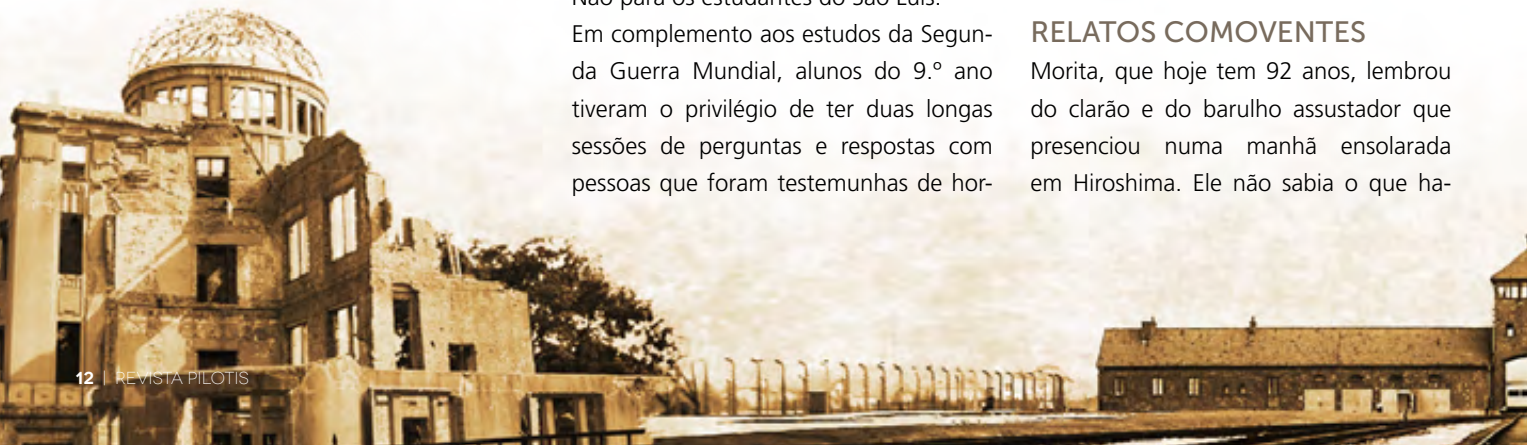 Não para os estudantes do São Luís.
Em complemento aos estudos da Segun-
da Guerra Mundial, alunos do 9.º ano
tiveram o privilégio de ter duas longas
sessões de perguntas e respostas com
pessoas que foram testemunhas de hor-
RELATOS COMOVENTES
Morita, que hoje tem 92 anos, lembrou
do clarão e do barulho assustador que
presenciou numa manhã ensolarada
em Hiroshima. Ele não sabia o que ha-
12 | REVISTA PILOTIS